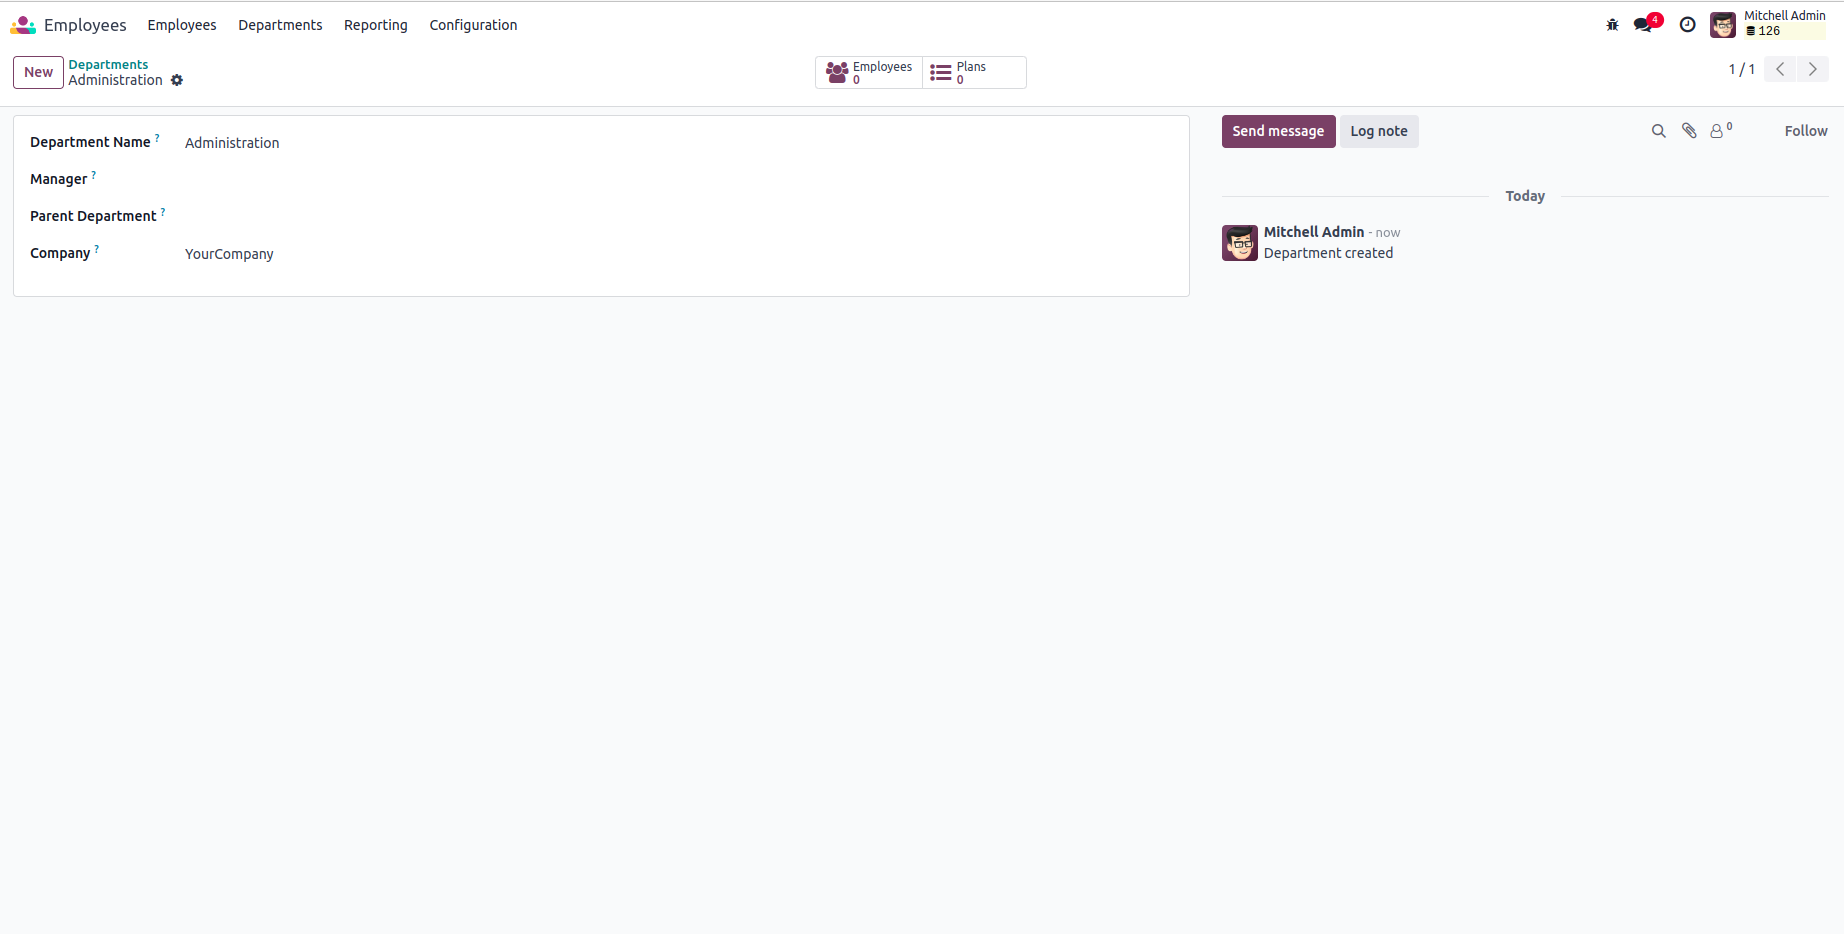 Employees Employees Departments Reporting Configuration 4 Mitchell Admin
126
New Departments Employees 0 Plans 0 1 / 1
Administration
Department Name ? Administration
Manager ?
Parent Department ?
Company ? YourCompany
Send message Log note 0 Follow
Today
Mitchell Admin - now
Department created